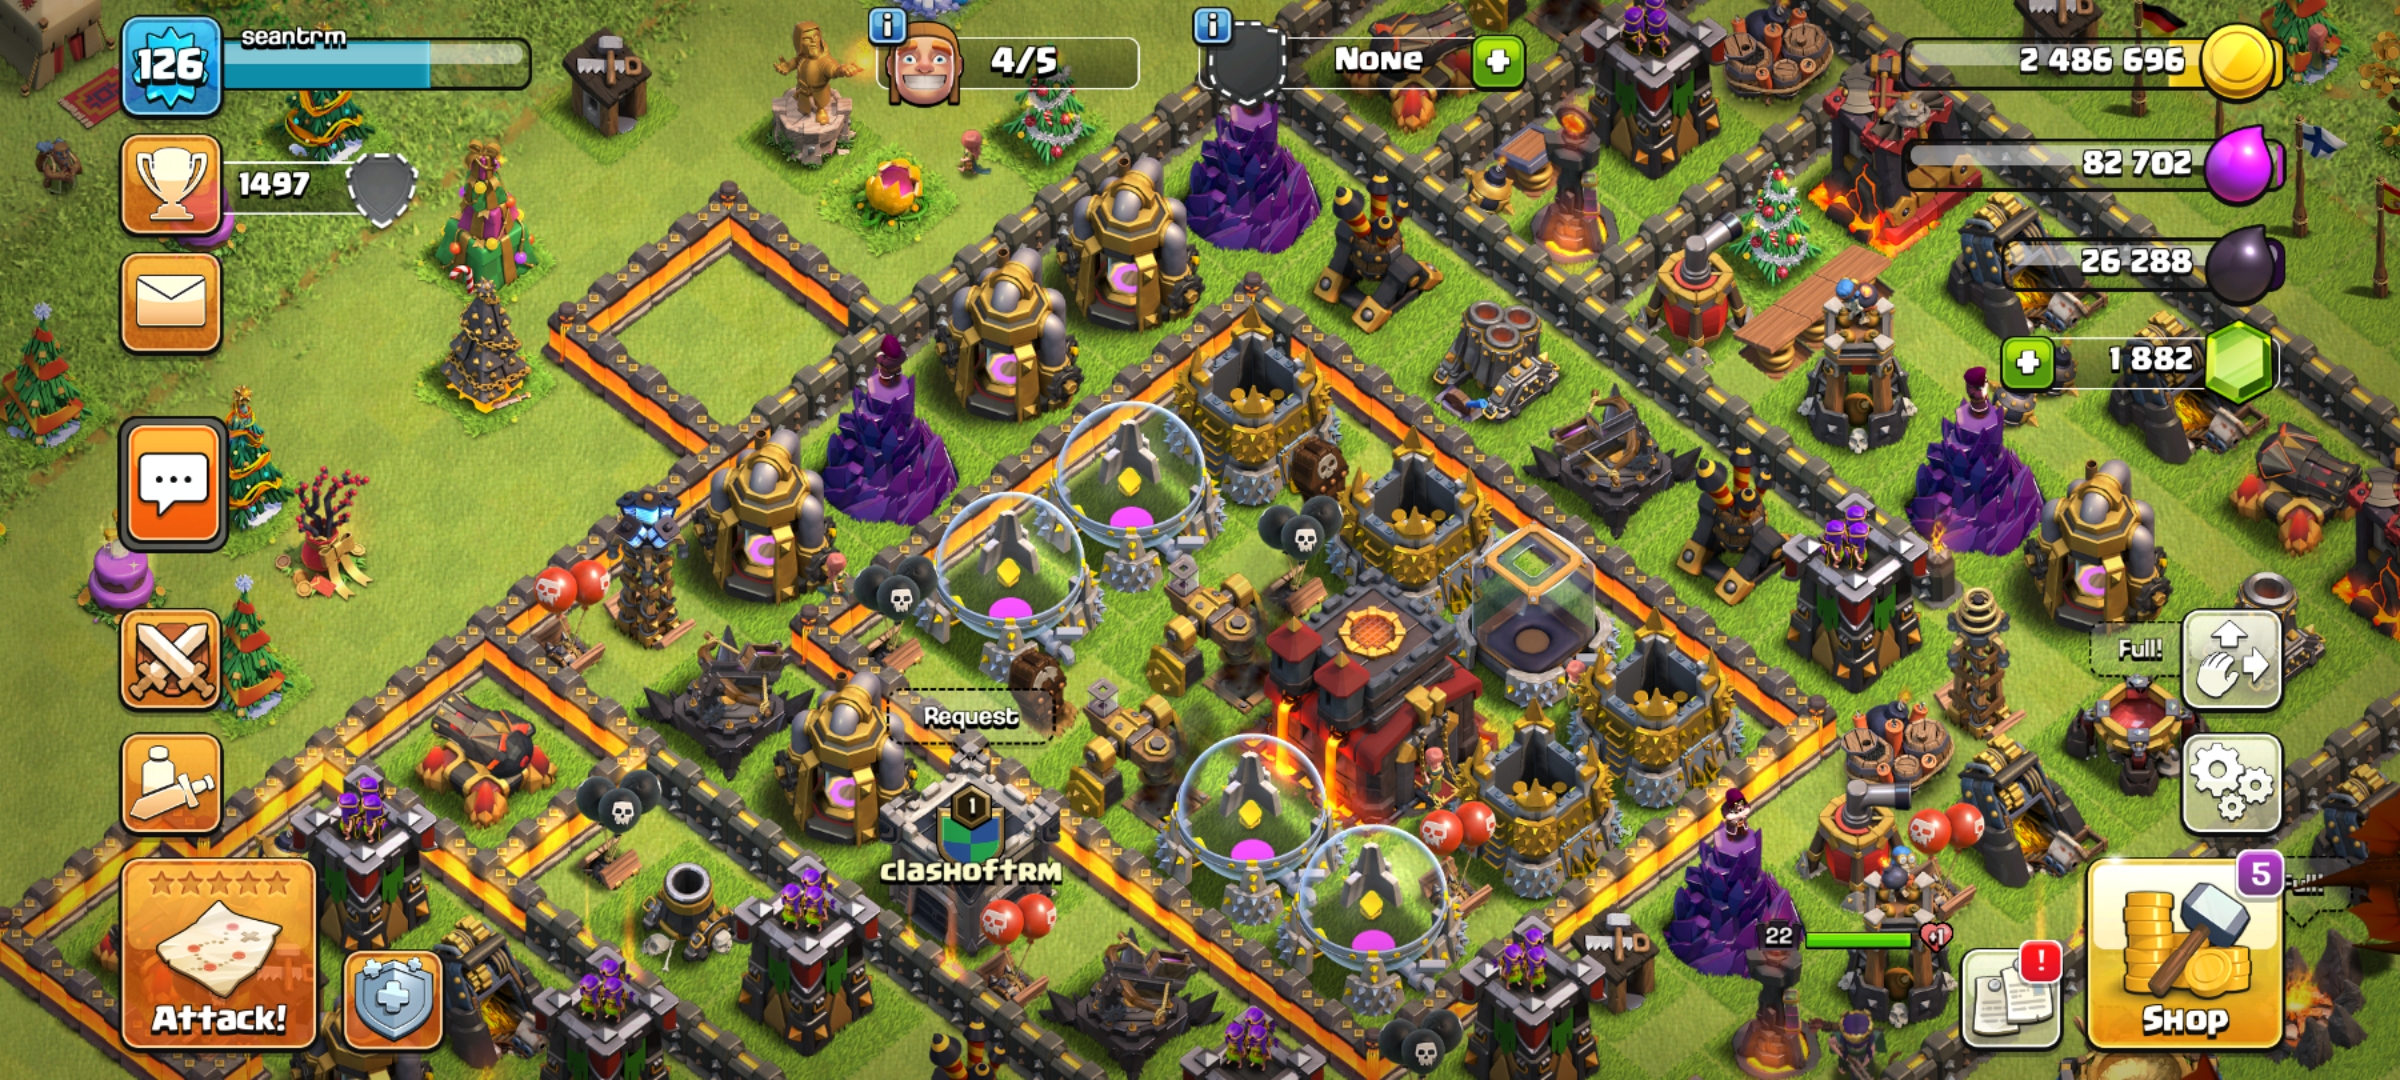 126
seantrm
4/5
None
2 486 696
1497
82 702
26 288
1 882
Full!
Request
1
clashoftrm
5
Full!
22
+1
!
Attack!
Shop